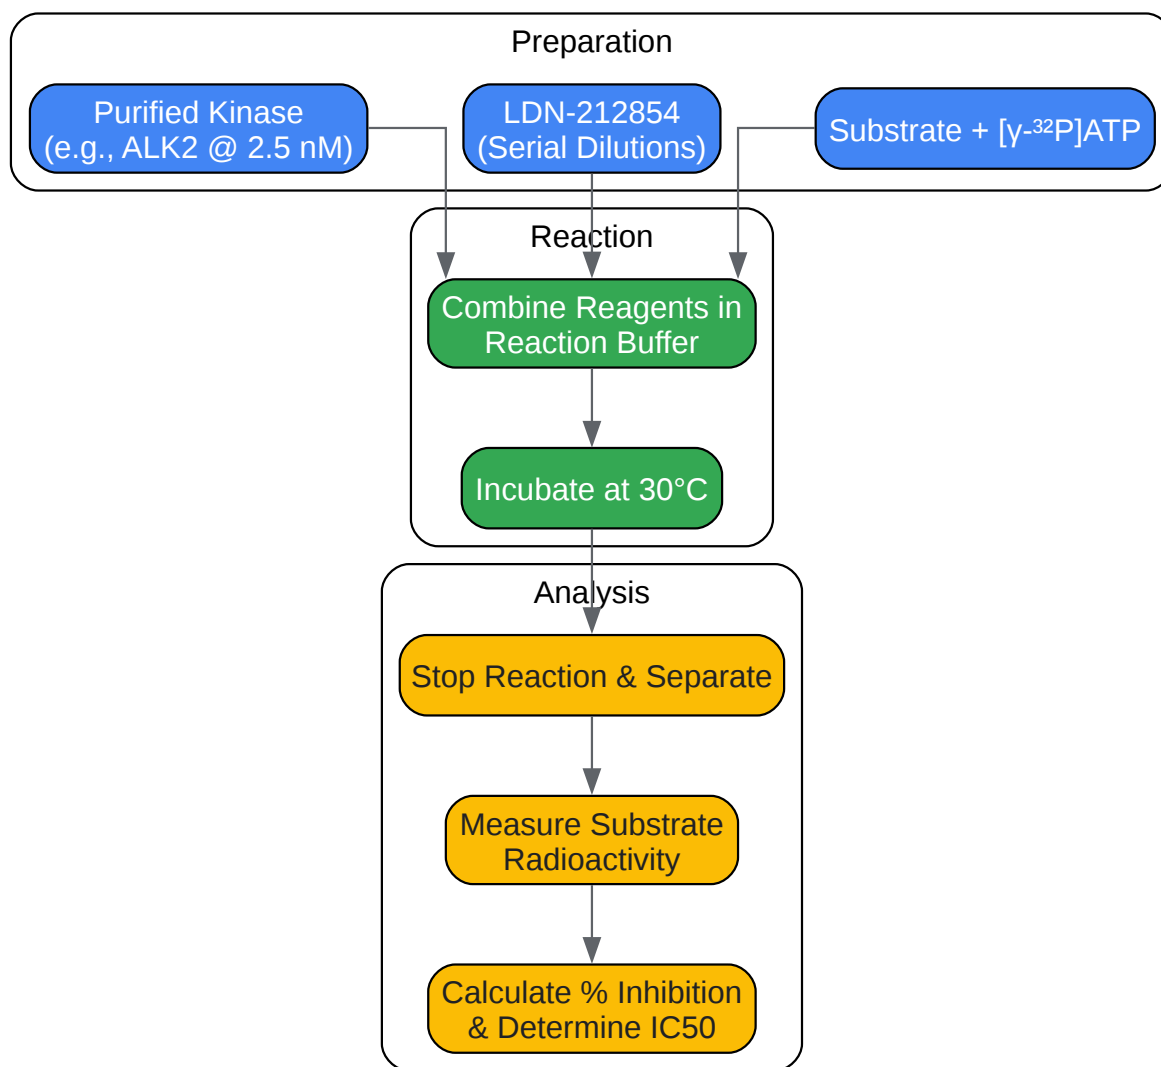 Preparation
Purified Kinase
(e.g., ALK2 @ 2.5 nM)
LDN-212854
(Serial Dilutions)
Substrate + [γ-³²P]ATP
Reaction
Combine Reagents in
Reaction Buffer
Incubate at 30°C
Analysis
Stop Reaction & Separate
Measure Substrate
Radioactivity
Calculate % Inhibition
& Determine IC50